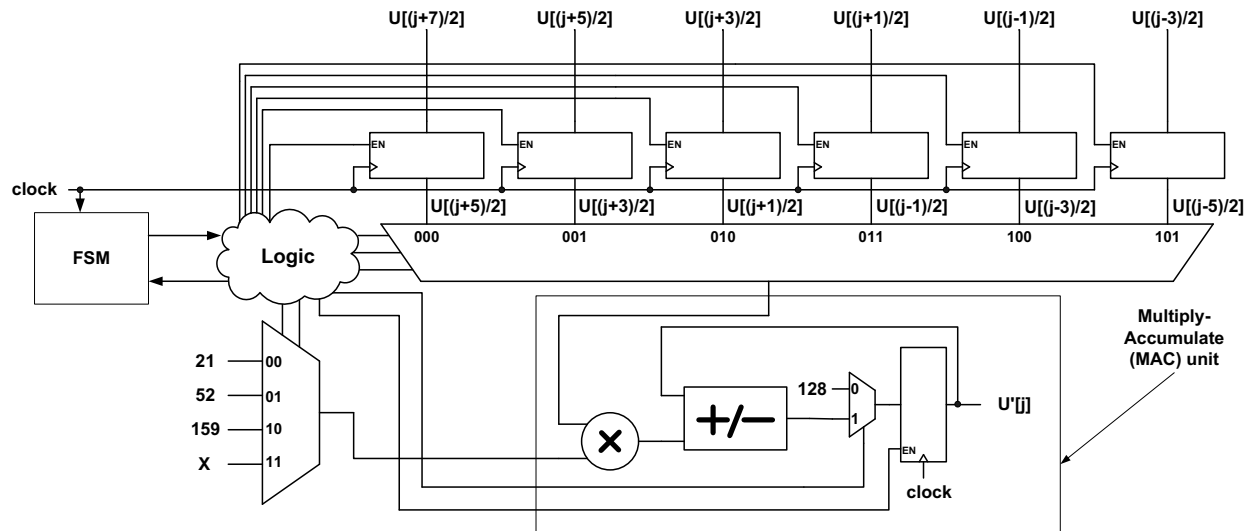 U[(j+7)/2] U[(j+5)/2] U[(j+3)/2] U[(j+1)/2] U[(j-1)/2] U[(j-3)/2]
EN EN EN EN EN EN
clock
U[(j+5)/2] U[(j+3)/2] U[(j+1)/2] U[(j-1)/2] U[(j-3)/2] U[(j-5)/2]
000 001 010 011 100 101
FSM
Logic
Multiply-
Accumulate
(MAC) unit
21 00
52 01
159 10
X 11
128 0
1
×
+/−
U'[j]
EN
clock